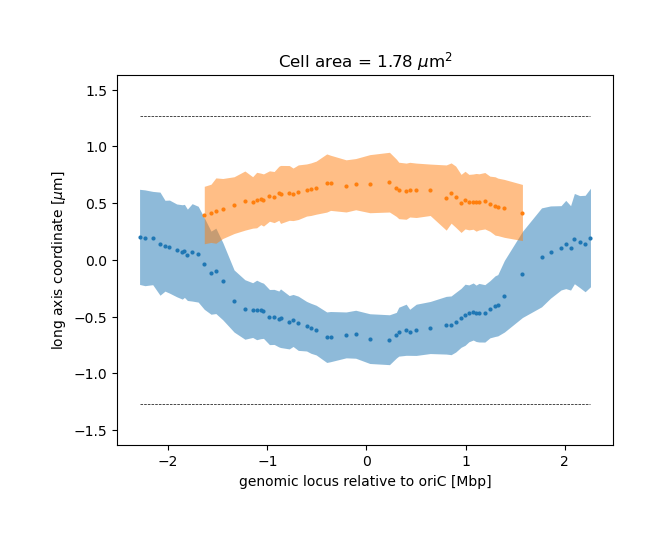 Cell area = 1.78 μm²
1.5
1.0
0.5
0.0
−0.5
−1.0
−1.5
long axis coordinate [μm]
−2 −1 0 1 2
genomic locus relative to oriC [Mbp]